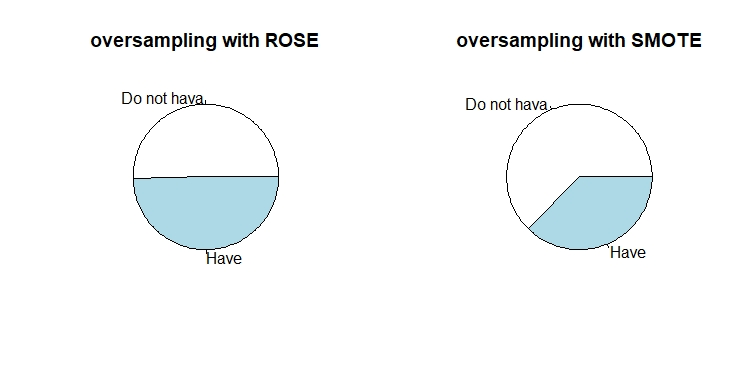 oversampling with ROSE
Do not hava
Have
oversampling with SMOTE
Do not hava
Have